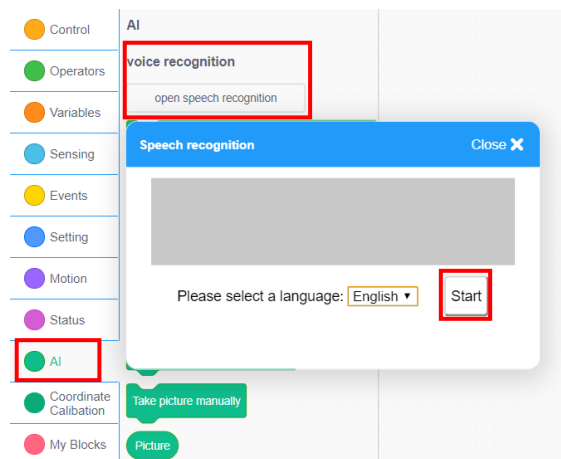 Control
Operators
Variables
Sensing
Events
Setting
Motion
Status
AI
Coordinate
Calibation
My Blocks
AI
voice recognition
open speech recognition
Speech recognition
Close ✖
Please select a language: English ▼
Start
Take picture manually
Picture